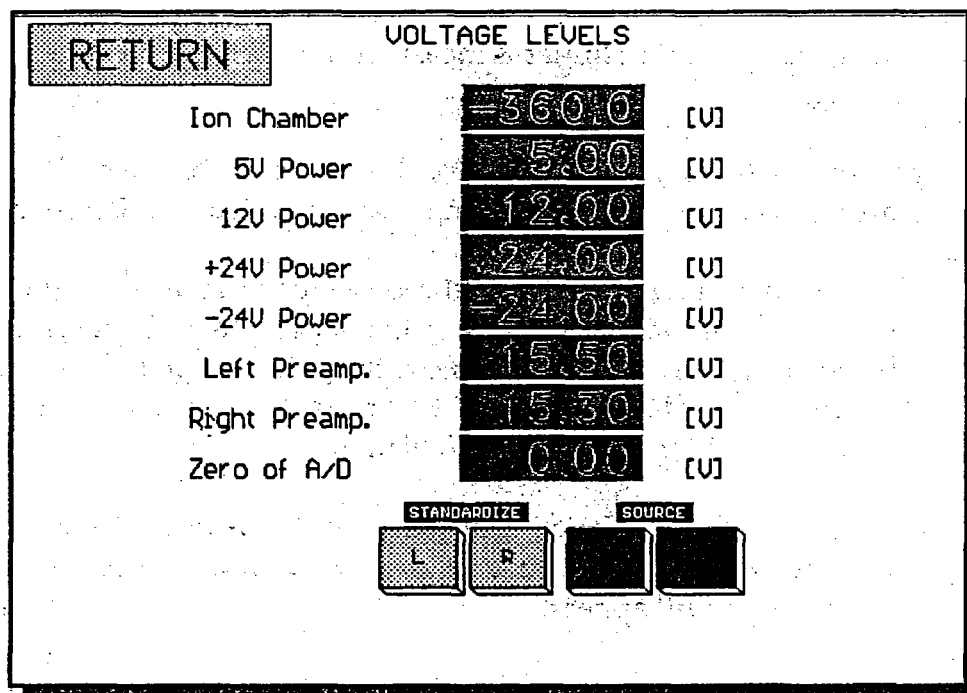 RETURN
VOLTAGE LEVELS
Ion Chamber -360.0 [V]
5V Power 5.00 [V]
12V Power 12.00 [V]
+24V Power 24.00 [V]
-24V Power -24.00 [V]
Left Preamp. 15.50 [V]
Right Preamp. 15.30 [V]
Zero of A/D 0.00 [V]
STANDARDIZE SOURCE
L R